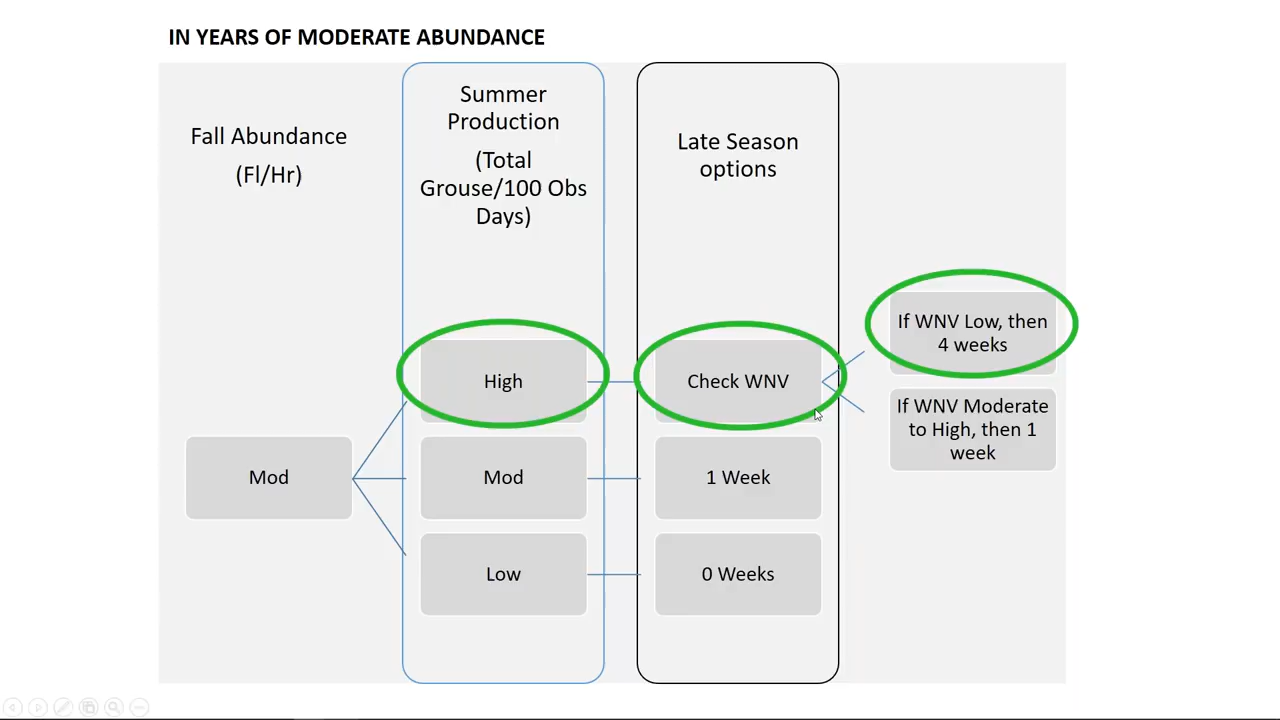 IN YEARS OF MODERATE ABUNDANCE
Fall Abundance
(Fl/Hr)
Summer
Production
(Total
Grouse/100 Obs
Days)
Late Season
options
Mod
High
Mod
Low
Check WNV
1 Week
0 Weeks
If WNV Low, then
4 weeks
If WNV Moderate
to High, then 1
week